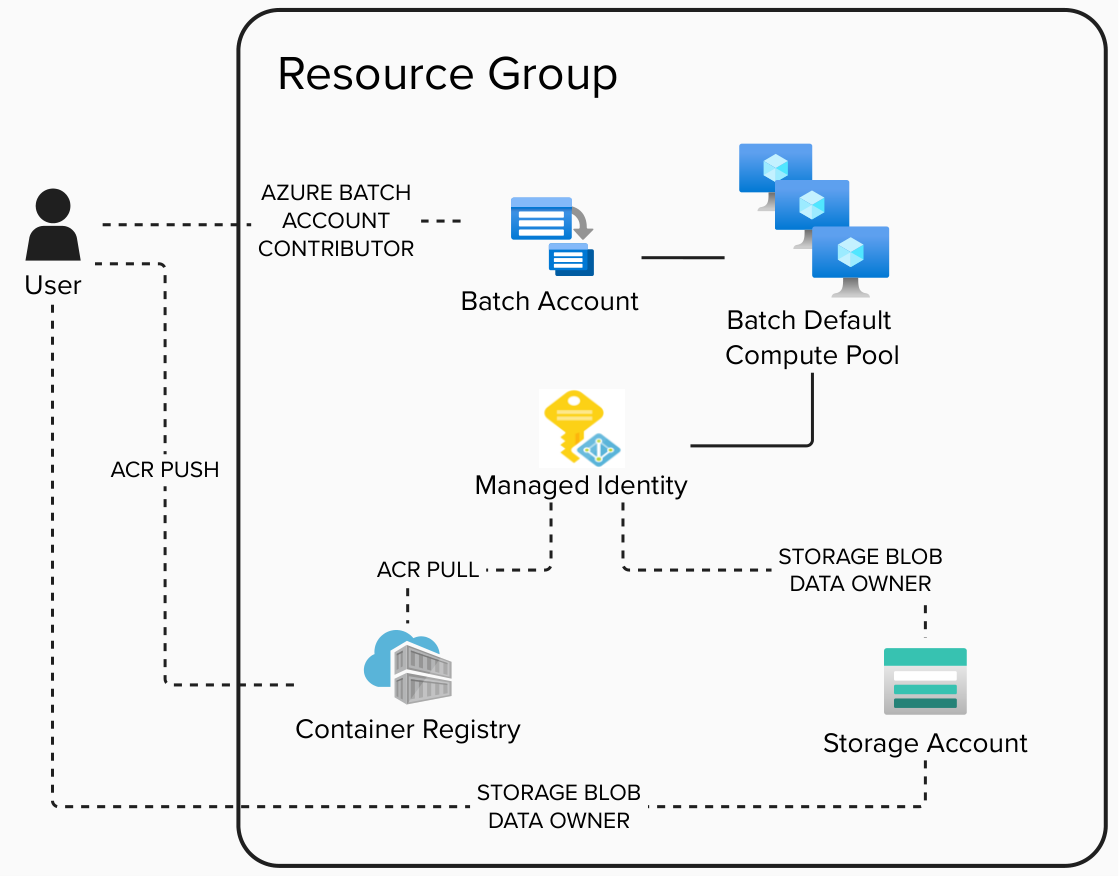 Resource Group
AZURE BATCH
ACCOUNT
CONTRIBUTOR
User
Batch Account
Batch Default
Compute Pool
Managed Identity
ACR PUSH
ACR PULL
STORAGE BLOB
DATA OWNER
Container Registry
Storage Account
STORAGE BLOB
DATA OWNER